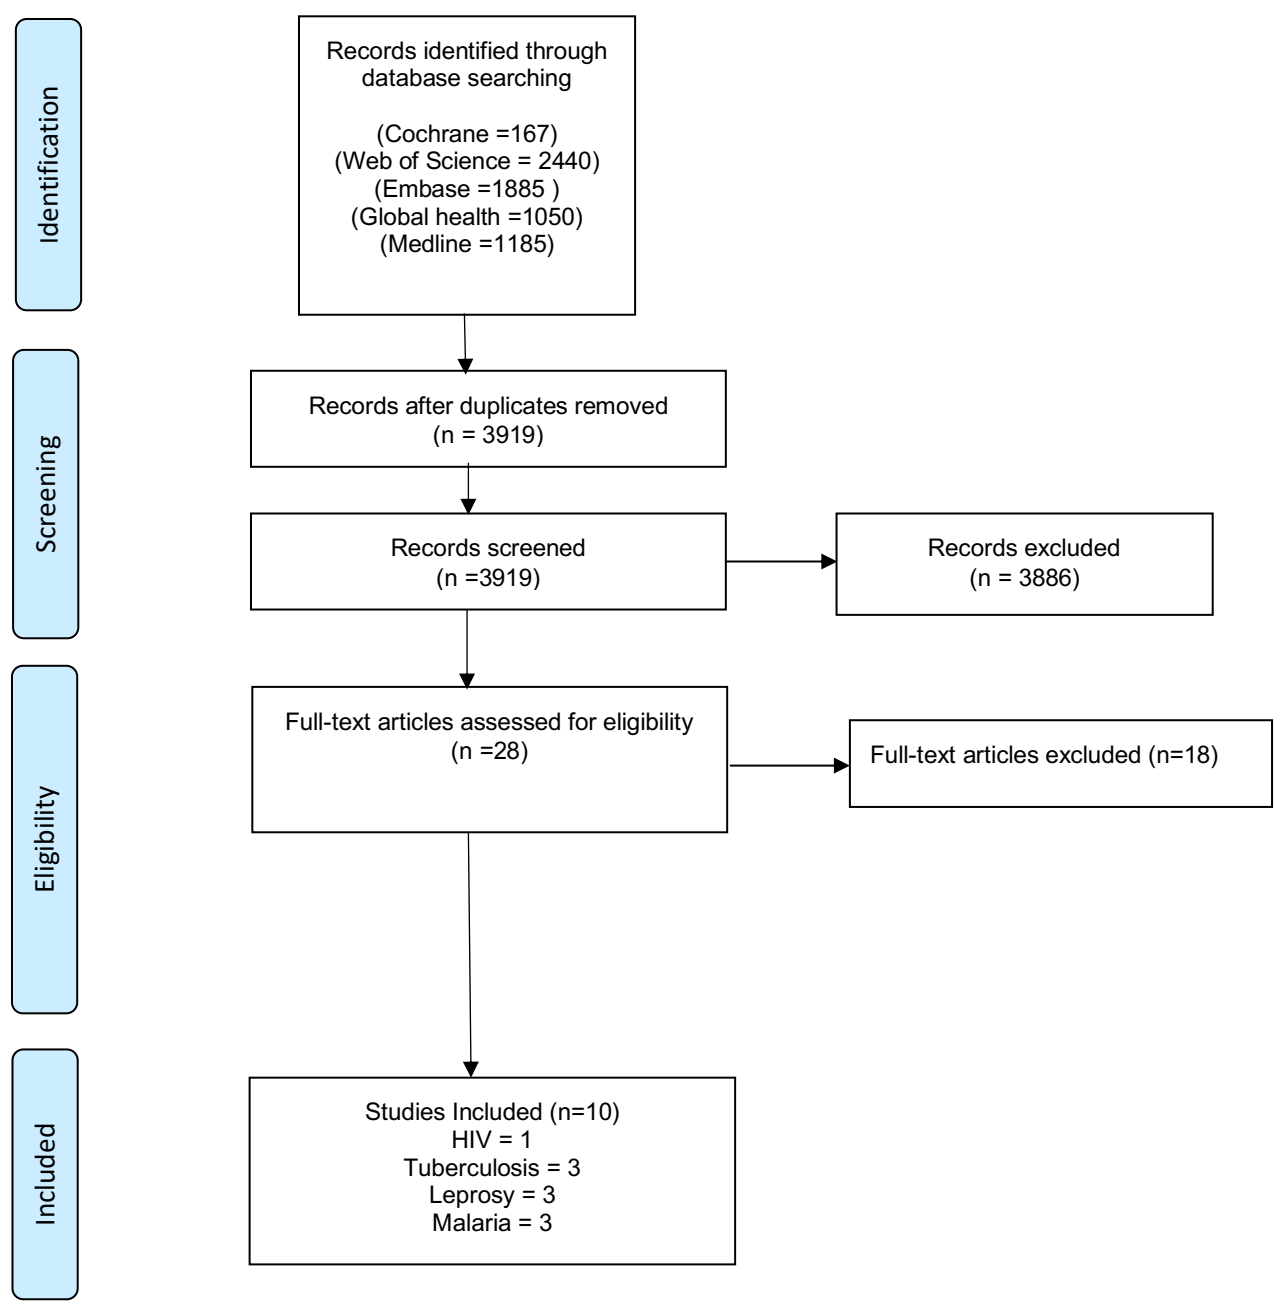 Identification
Records identified through
database searching
(Cochrane =167)
(Web of Science = 2440)
(Embase =1885 )
(Global health =1050)
(Medline =1185)
Screening
Records after duplicates removed
(n = 3919)
Records screened
(n =3919)
Records excluded
(n = 3886)
Eligibility
Full-text articles assessed for eligibility
(n =28)
Full-text articles excluded (n=18)
Included
Studies Included (n=10)
HIV = 1
Tuberculosis = 3
Leprosy = 3
Malaria = 3